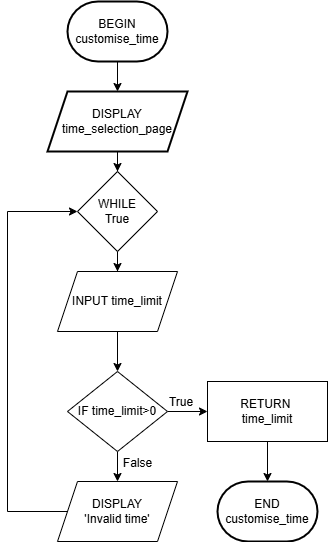 BEGIN
customise_time
DISPLAY
time_selection_page
WHILE
True
INPUT time_limit
IF time_limit>0
True
RETURN
time_limit
False
DISPLAY
'Invalid time'
END
customise_time